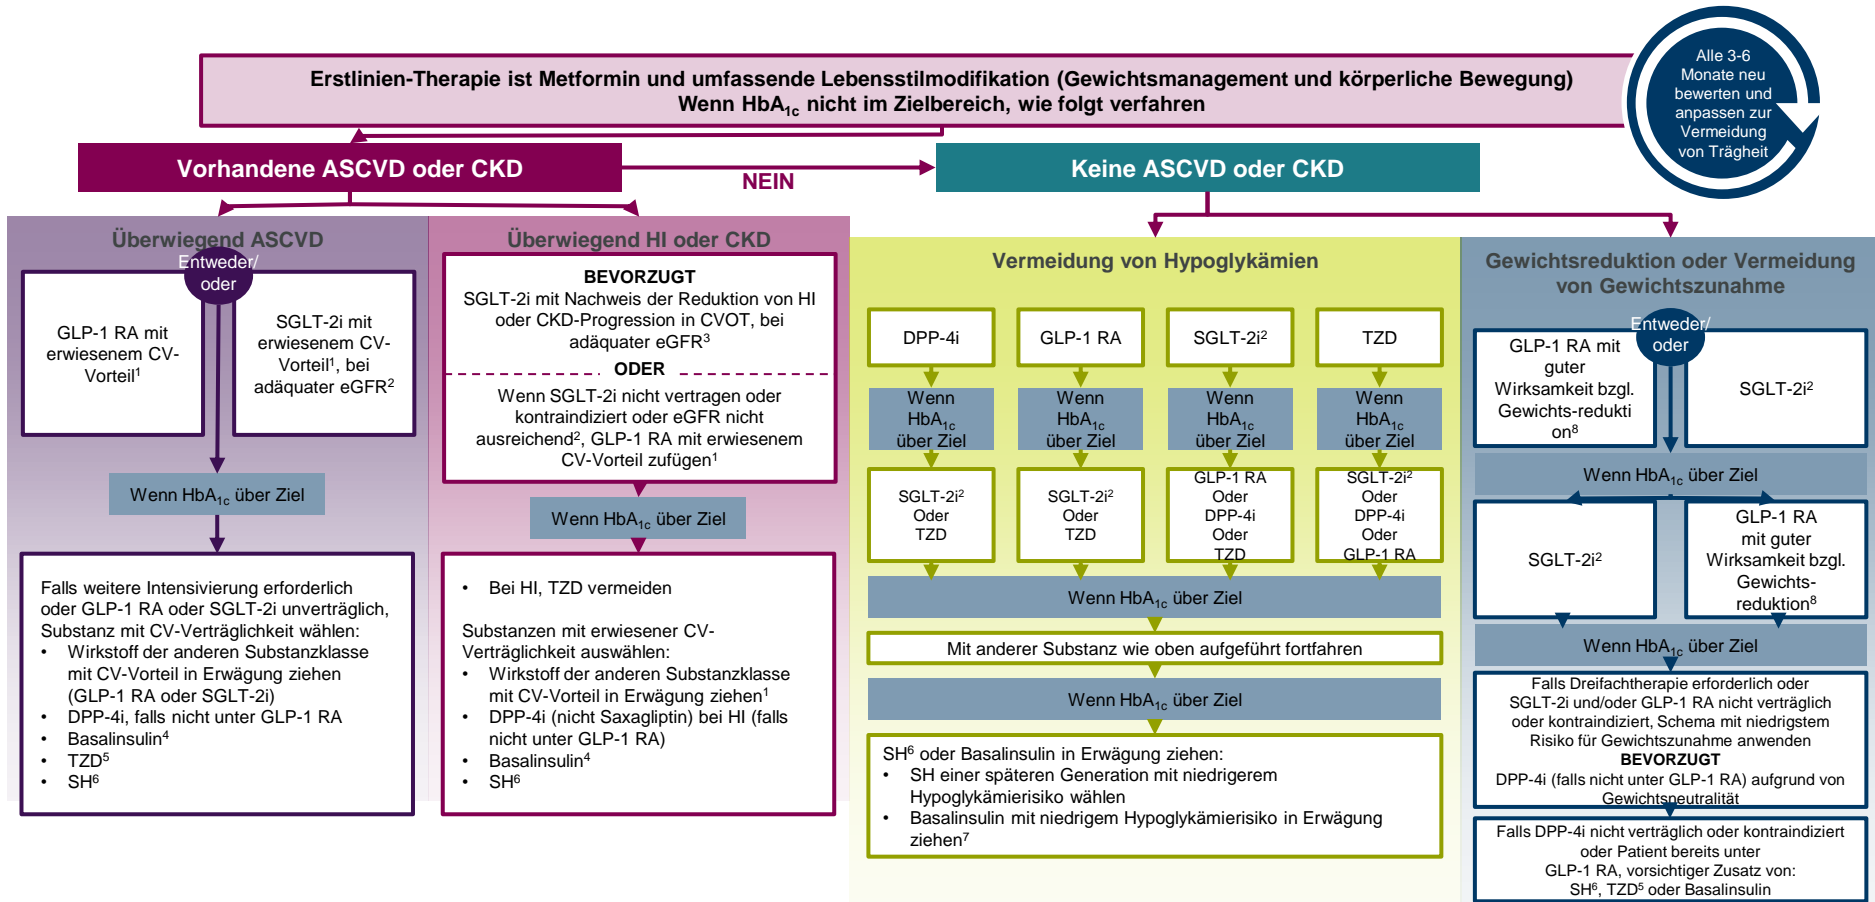 Erstlinien-Therapie ist Metformin und umfassende Lebensstilmodifikation (Gewichtsmanagement und körperliche Bewegung)
Wenn HbA1c nicht im Zielbereich, wie folgt verfahren
Alle 3-6
Monate neu
bewerten und
anpassen zur
Vermeidung
von Trägheit
Vorhandene ASCVD oder CKD
NEIN
Keine ASCVD oder CKD
Überwiegend ASCVD
Entweder/
oder
GLP-1 RA mit
erwiesenem CV-
Vorteil¹
SGLT-2i mit
erwiesenem CV-
Vorteil¹, bei
adäquater eGFR²
Wenn HbA1c über Ziel
Falls weitere Intensivierung erforderlich
oder GLP-1 RA oder SGLT-2i unverträglich,
Substanz mit CV-Verträglichkeit wählen:
• Wirkstoff der anderen Substanzklasse
mit CV-Vorteil in Erwägung ziehen
(GLP-1 RA oder SGLT-2i)
• DPP-4i, falls nicht unter GLP-1 RA
• Basalinsulin⁴
• TZD⁵
• SH⁶
Überwiegend HI oder CKD
BEVORZUGT
SGLT-2i mit Nachweis der Reduktion von HI
oder CKD-Progression in CVOT, bei
adäquater eGFR³
ODER
Wenn SGLT-2i nicht vertragen oder
kontraindiziert oder eGFR nicht
ausreichend², GLP-1 RA mit erwiesenem
CV-Vorteil zufügen¹
Wenn HbA1c über Ziel
• Bei HI, TZD vermeiden
Substanzen mit erwiesener CV-
Verträglichkeit auswählen:
• Wirkstoff der anderen Substanzklasse
mit CV-Vorteil in Erwägung ziehen¹
• DPP-4i (nicht Saxagliptin) bei HI (falls
nicht unter GLP-1 RA)
• Basalinsulin⁴
• SH⁶
Vermeidung von Hypoglykämien
DPP-4i
GLP-1 RA
SGLT-2i²
TZD
Wenn
HbA1c
über Ziel
Wenn
HbA1c
über Ziel
Wenn
HbA1c
über Ziel
Wenn
HbA1c
über Ziel
SGLT-2i²
Oder
TZD
SGLT-2i²
Oder
TZD
GLP-1 RA
Oder
DPP-4i
Oder
TZD
SGLT-2i²
Oder
DPP-4i
Oder
GLP-1 RA
Wenn HbA1c über Ziel
Mit anderer Substanz wie oben aufgeführt fortfahren
Wenn HbA1c über Ziel
SH⁶ oder Basalinsulin in Erwägung ziehen:
• SH einer späteren Generation mit niedrigerem
Hypoglykämierisiko wählen
• Basalinsulin mit niedrigem Hypoglykämierisiko in Erwägung
ziehen⁷
Gewichtsreduktion oder Vermeidung
von Gewichtszunahme
Entweder/
oder
GLP-1 RA mit
guter
Wirksamkeit bzgl.
Gewichts-redukti
on⁸
SGLT-2i²
Wenn HbA1c über Ziel
SGLT-2i²
GLP-1 RA
mit guter
Wirksamkeit bzgl.
Gewichts-
reduktion⁸
Wenn HbA1c über Ziel
Falls Dreifachtherapie erforderlich oder
SGLT-2i und/oder GLP-1 RA nicht verträglich
oder kontraindiziert, Schema mit niedrigstem
Risiko für Gewichtszunahme anwenden
BEVORZUGT
DPP-4i (falls nicht unter GLP-1 RA) aufgrund von
Gewichtsneutralität
Falls DPP-4i nicht verträglich oder kontraindiziert
oder Patient bereits unter
GLP-1 RA, vorsichtiger Zusatz von:
SH⁶, TZD⁵ oder Basalinsulin